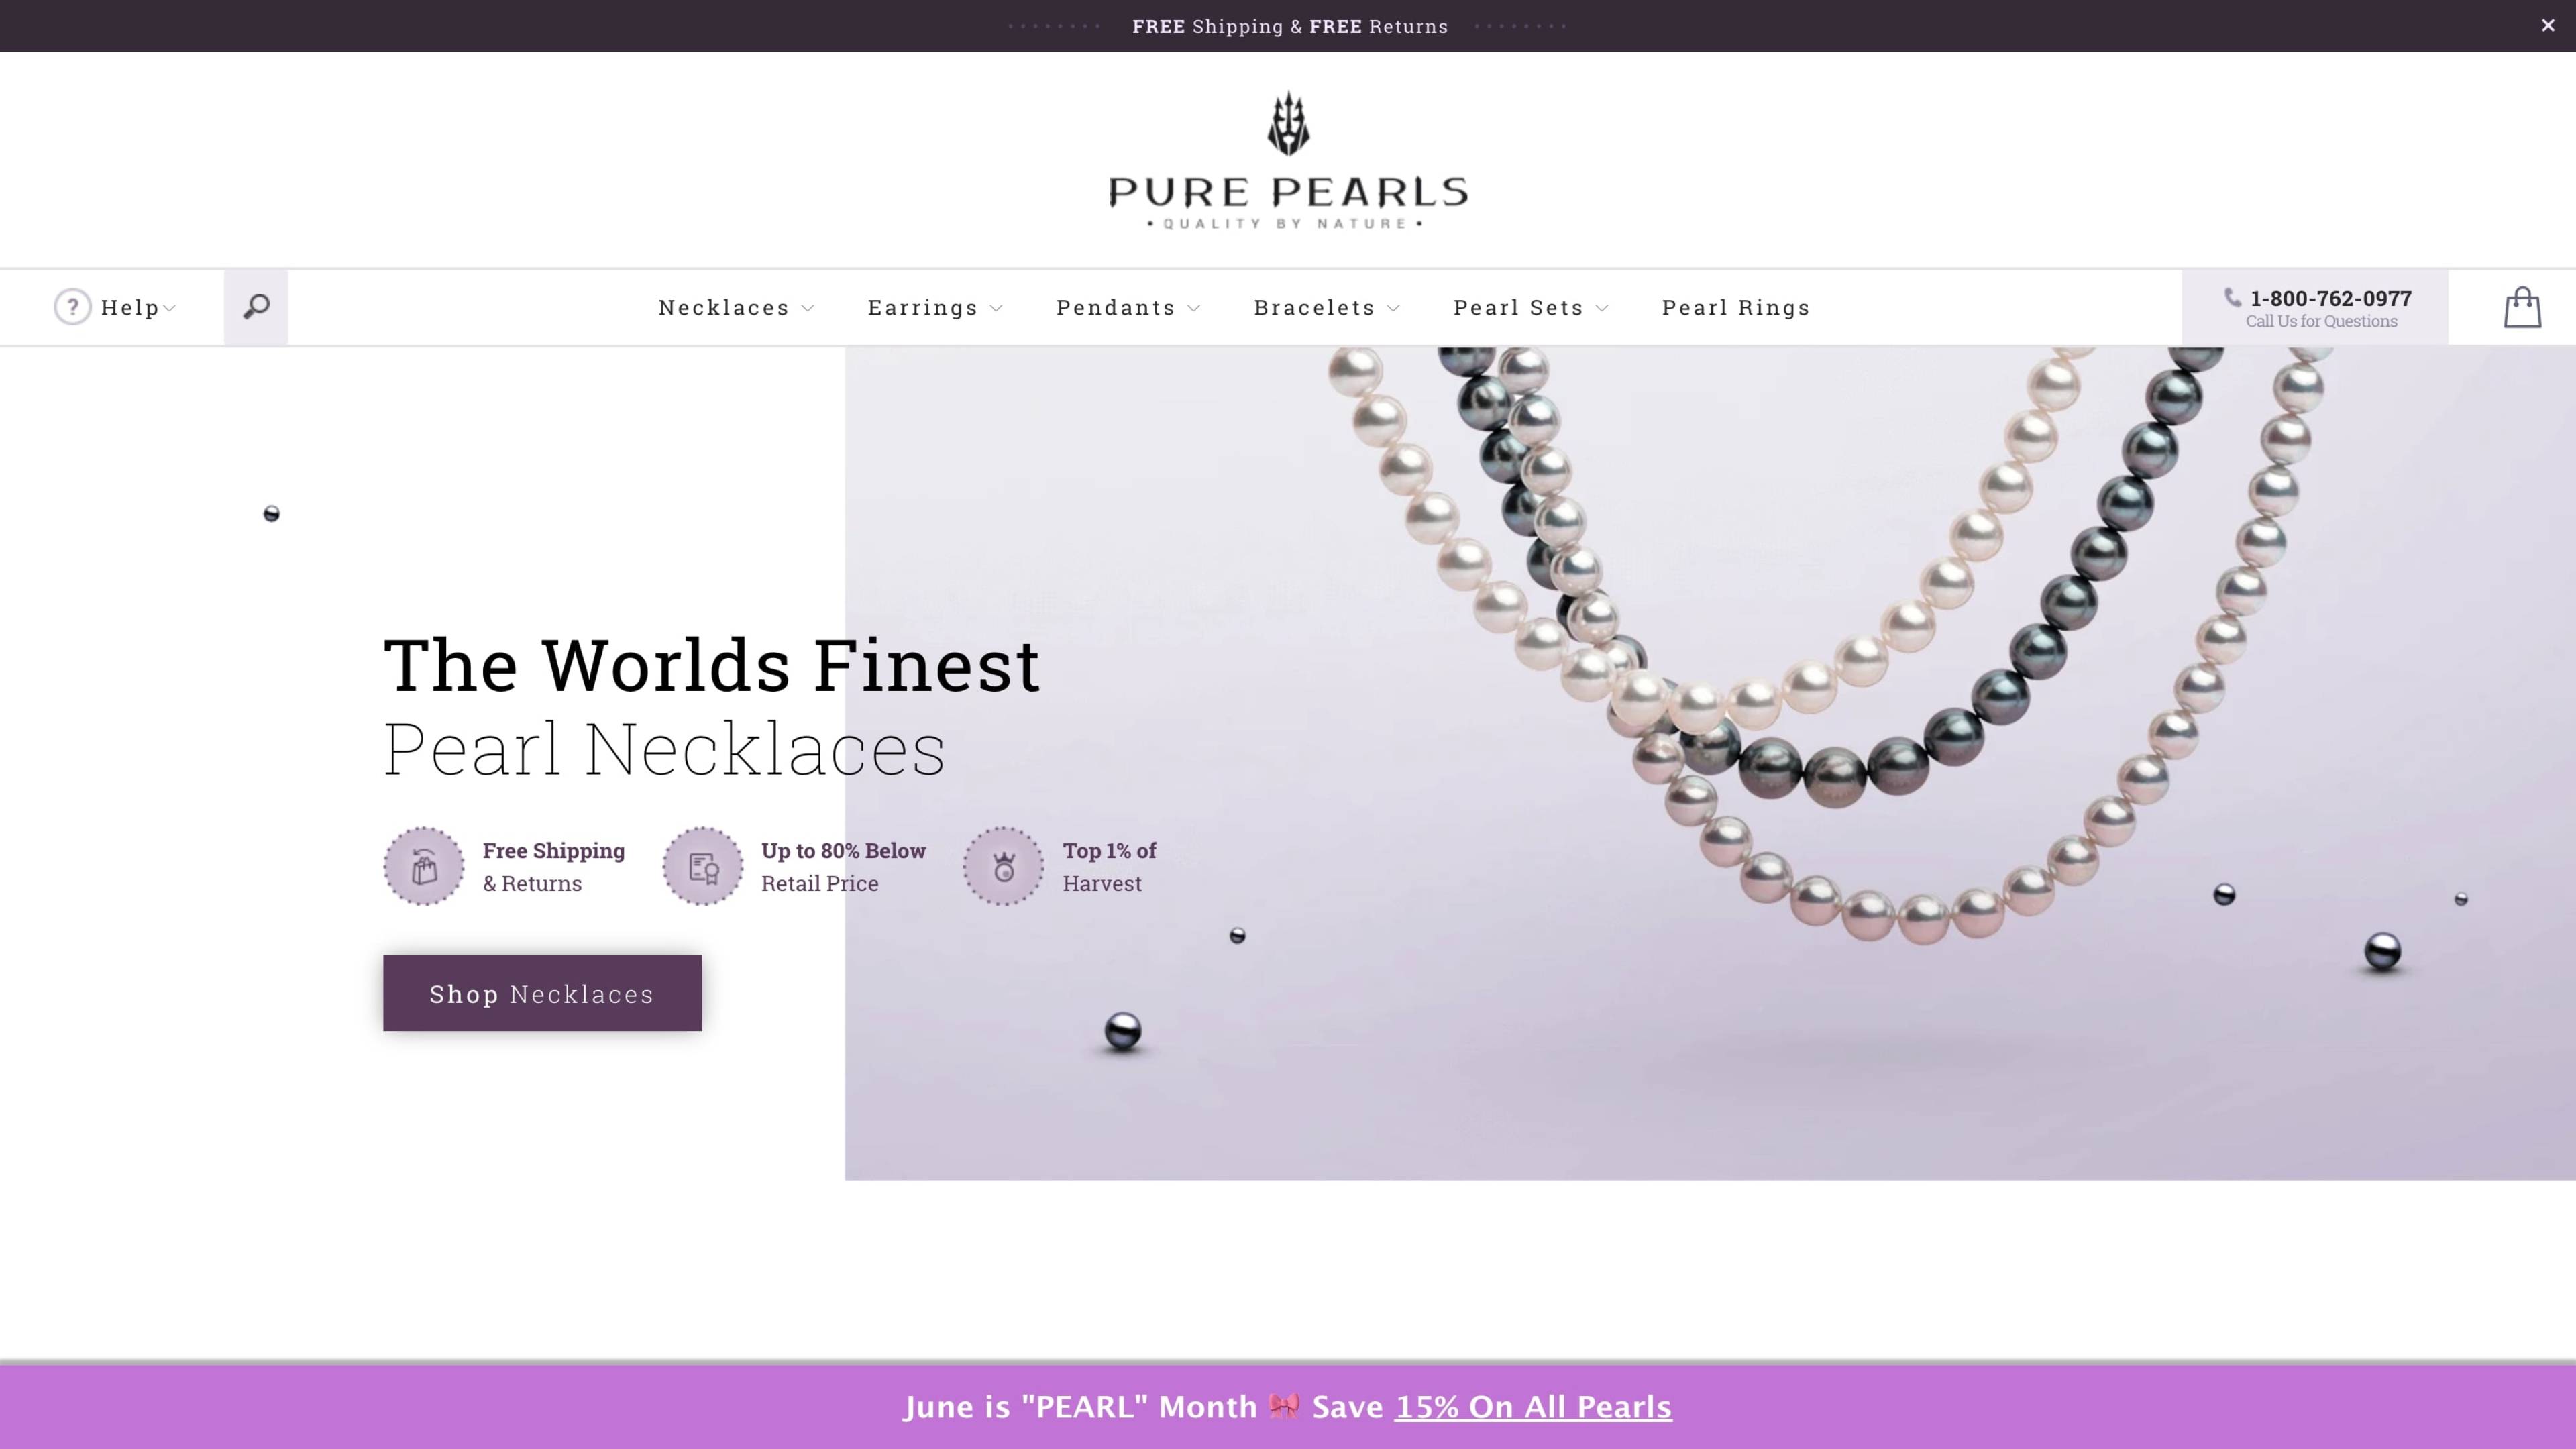 FREE Shipping & FREE Returns
PURE PEARLS
• QUALITY BY NATURE •
? Help
Necklaces
Earrings
Pendants
Bracelets
Pearl Sets
Pearl Rings
1-800-762-0977
Call Us for Questions
The Worlds Finest
Pearl Necklaces
Free Shipping
& Returns
Up to 80% Below
Retail Price
Top 1% of
Harvest
Shop Necklaces
June is "PEARL" Month 🎀 Save 15% On All Pearls